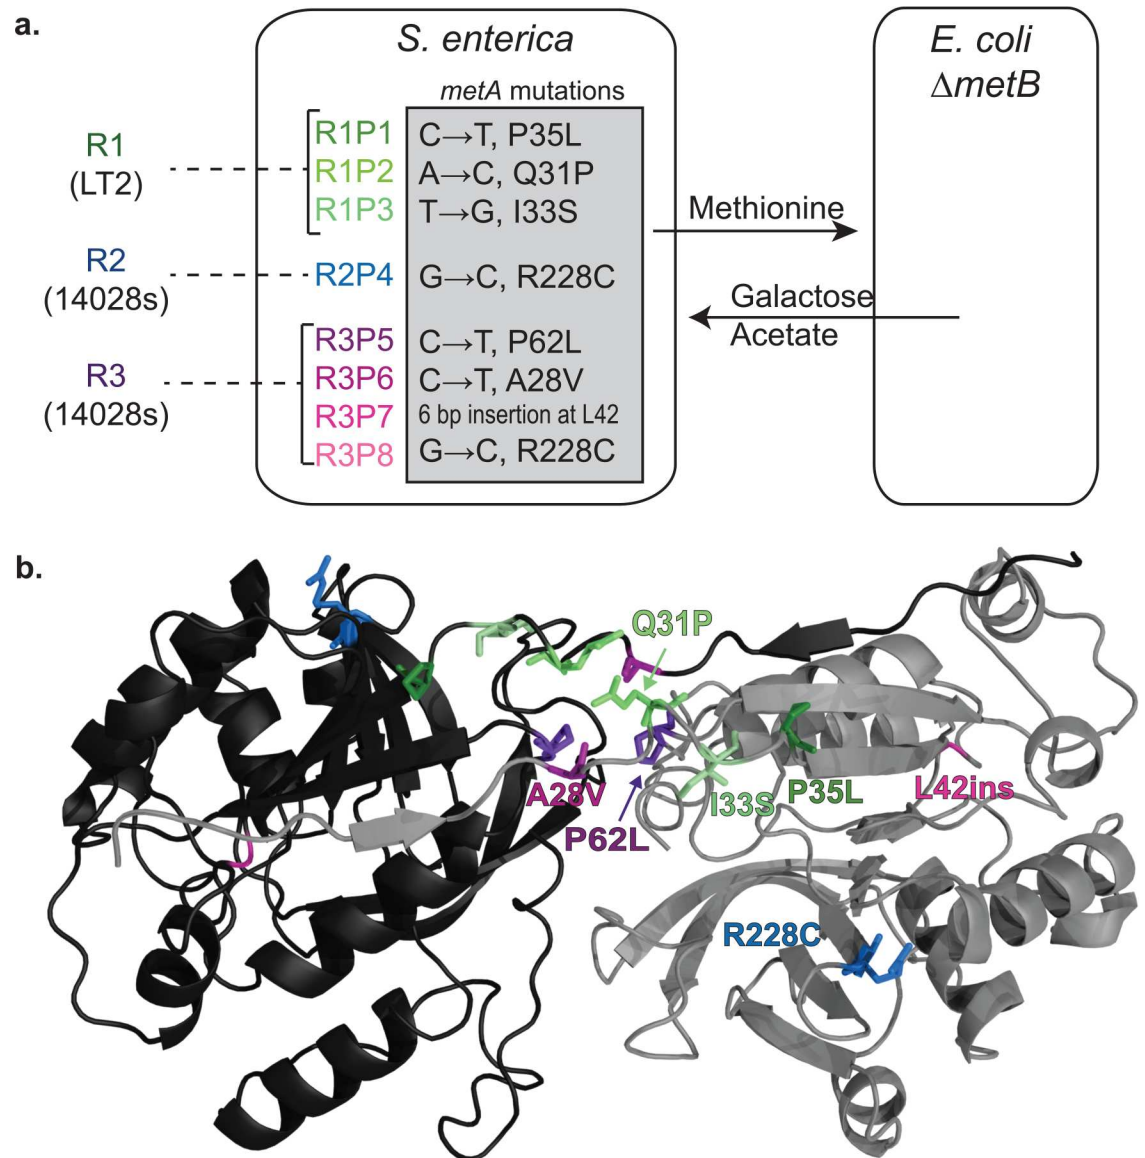 a.
S. enterica
E. coli
ΔmetB
metA mutations
R1
(LT2)
R1P1 C→T, P35L
R1P2 A→C, Q31P
R1P3 T→G, I33S
R2
(14028s)
R2P4 G→C, R228C
R3
(14028s)
R3P5 C→T, P62L
R3P6 C→T, A28V
R3P7 6 bp insertion at L42
R3P8 G→C, R228C
Methionine
Galactose
Acetate
b.
Q31P
A28V
P62L
I33S
P35L
L42ins
R228C